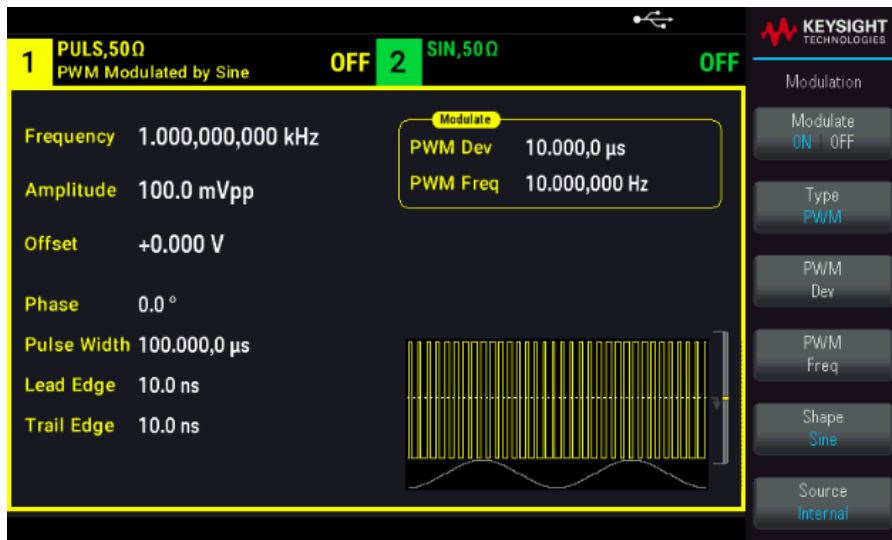 1 PULS,50Ω OFF 2 SIN,50Ω OFF
PWM Modulated by Sine
Frequency 1.000,000,000 kHz
Amplitude 100.0 mVpp
Offset +0.000 V
Phase 0.0 °
Pulse Width 100.000,0 µs
Lead Edge 10.0 ns
Trail Edge 10.0 ns
Modulate
PWM Dev 10.000,0 µs
PWM Freq 10.000,000 Hz
KEYSIGHT
TECHNOLOGIES
Modulation
Modulate
ON | OFF
Type
PWM
PWM
Dev
PWM
Freq
Shape
Sine
Source
Internal